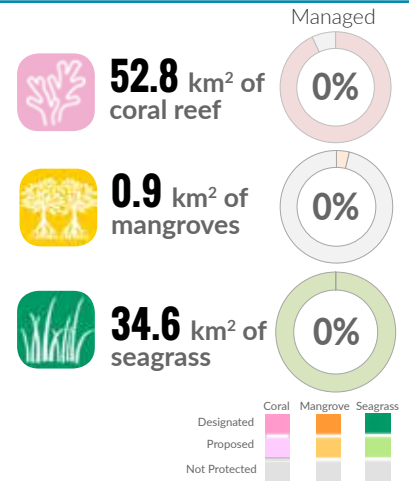 Managed
52.8 km² of
coral reef
0%
0.9 km² of
mangroves
0%
34.6 km² of
seagrass
0%
Coral Mangrove Seagrass
Designated
Proposed
Not Protected